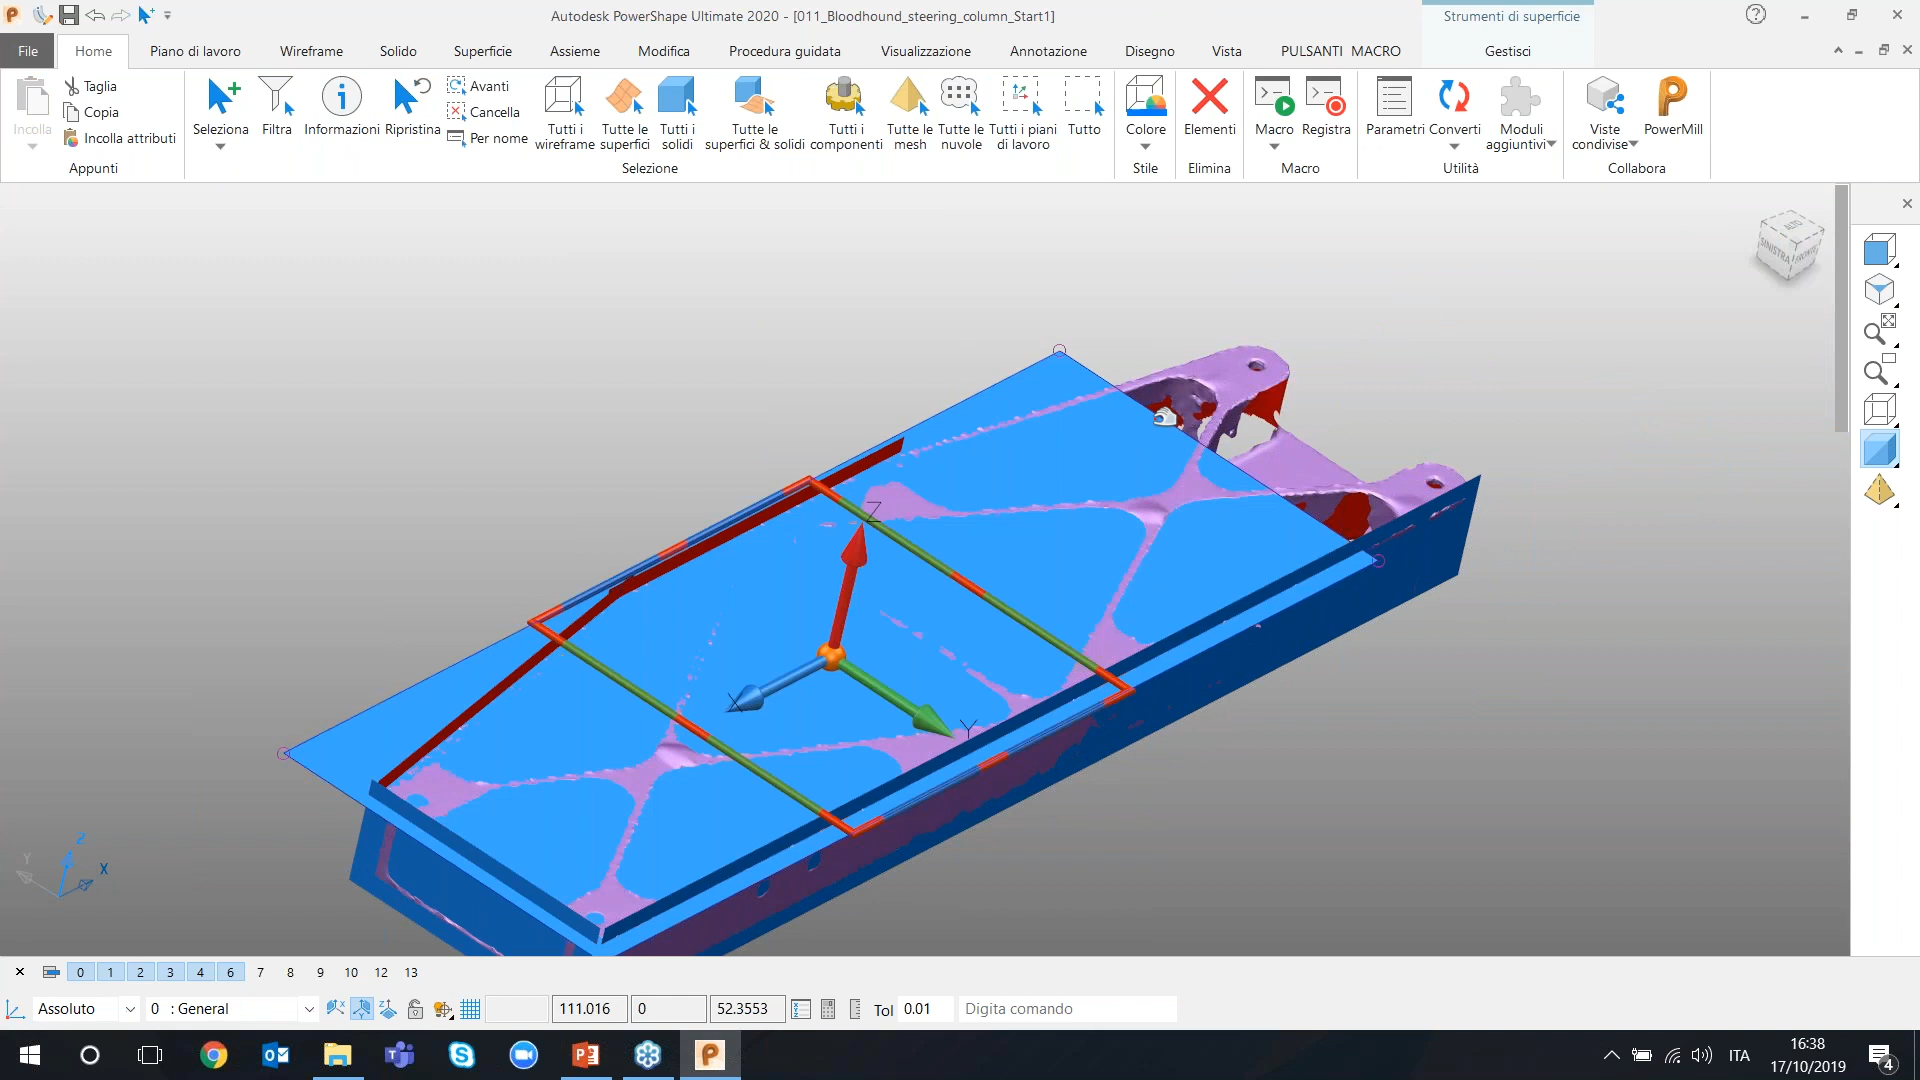 Autodesk PowerShape Ultimate 2020 - [011_Bloodhound_steering_column_Start1]
Strumenti di superficie
File Home Piano di lavoro Wireframe Solido Superficie Assieme Modifica Procedura guidata Visualizzazione Annotazione Disegno Vista PULSANTI MACRO Gestisci
Incolla
Taglia
Copia
Incolla attributi
Appunti
Seleziona
Filtra
Informazioni
Ripristina
Avanti
Cancella
Per nome
Tutti i wireframe
Tutte le superfici
Tutti i solidi
Tutte le superfici & solidi
Tutti i componenti
Tutte le mesh
Tutte le nuvole
Tutti i piani di lavoro
Tutto
Selezione
Colore
Stile
Elementi
Elimina
Macro
Registra
Macro
Parametri
Converti
Moduli aggiuntivi
Utilità
Viste condivise
PowerMill
Collabora
ALTO
SINISTRA
FRONTE
Z
X
Y
Z
Y
X
0 1 2 3 4 6 7 8 9 10 12 13
Assoluto
0 : General
111.016
0
52.3553
Tol 0.01
Digita comando
ITA
16:38
17/10/2019
4